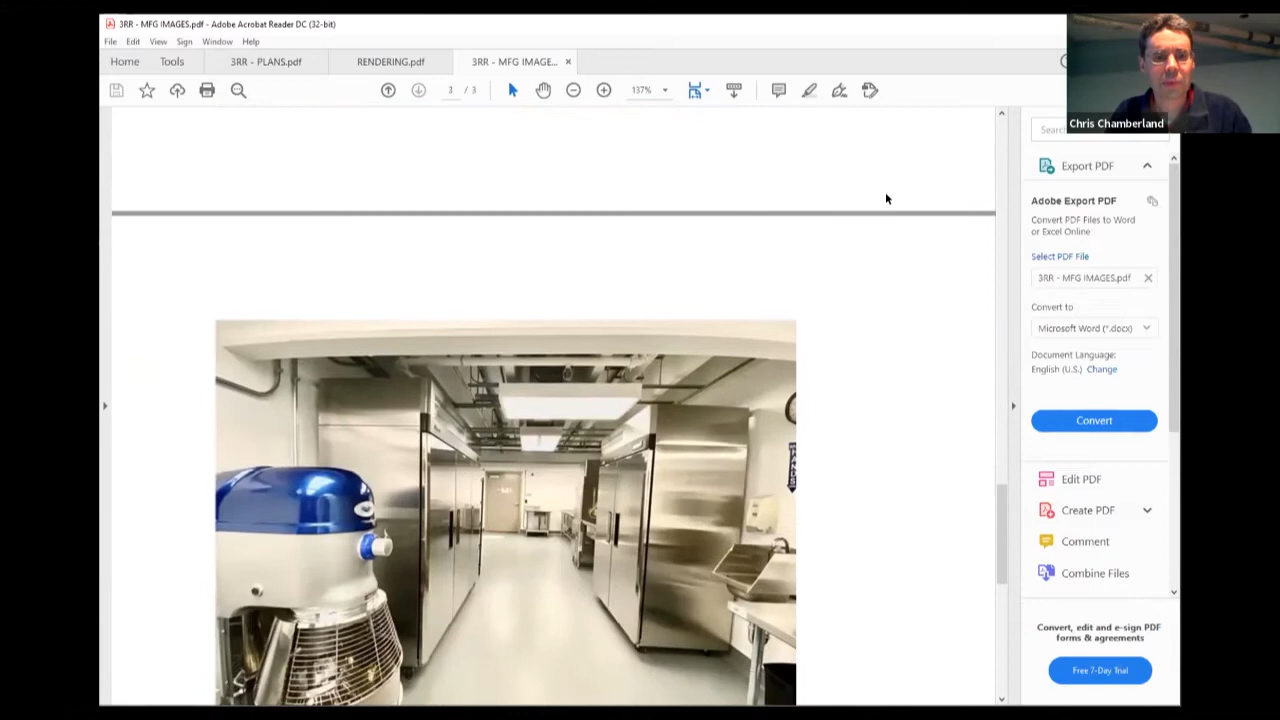 3RR - MFG IMAGES.pdf - Adobe Acrobat Reader DC (32-bit)
File Edit View Sign Window Help
Home Tools 3RR - PLANS.pdf RENDERING.pdf 3RR - MFG IMAGE... ×
3 / 3 137%
Chris Chamberland
Export PDF
Adobe Export PDF
Convert PDF Files to Word
or Excel Online
Select PDF File
3RR - MFG IMAGES.pdf
Convert to
Microsoft Word (*.docx)
Document Language:
English (U.S.) Change
Convert
Edit PDF
Create PDF
Comment
Combine Files
Convert, edit and e-sign PDF
forms & agreements
Free 7-Day Trial